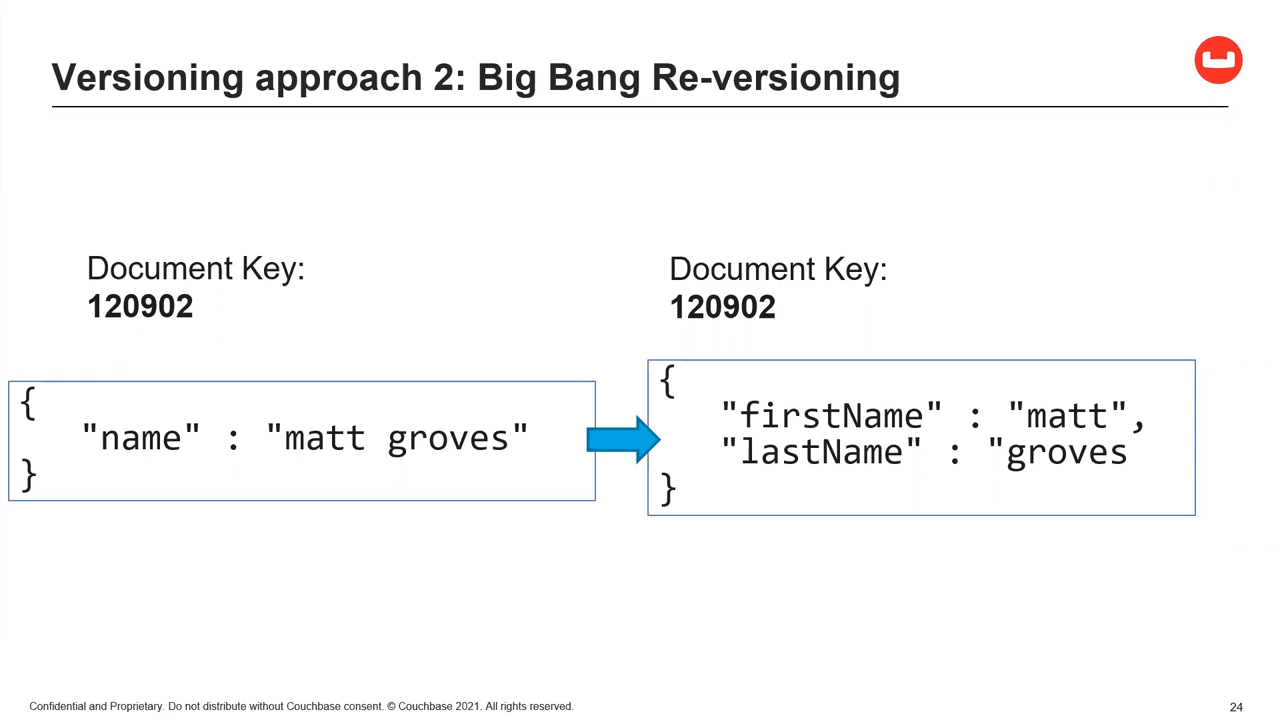 Versioning approach 2: Big Bang Re-versioning
Document Key:
120902
{
"name" : "matt groves"
}
Document Key:
120902
{
"firstName" : "matt",
"lastName" : "groves
}
Confidential and Proprietary. Do not distribute without Couchbase consent. © Couchbase 2021. All rights reserved.
24